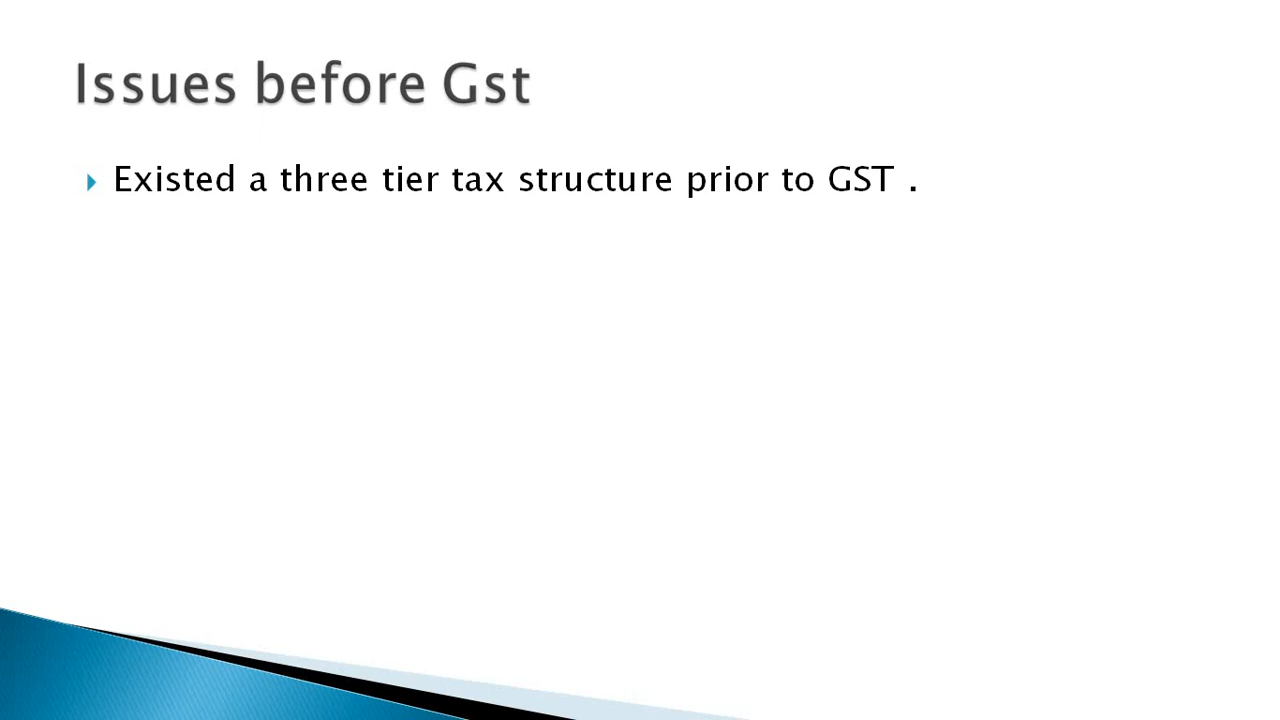 Issues before Gst
Existed a three tier tax structure prior to GST .